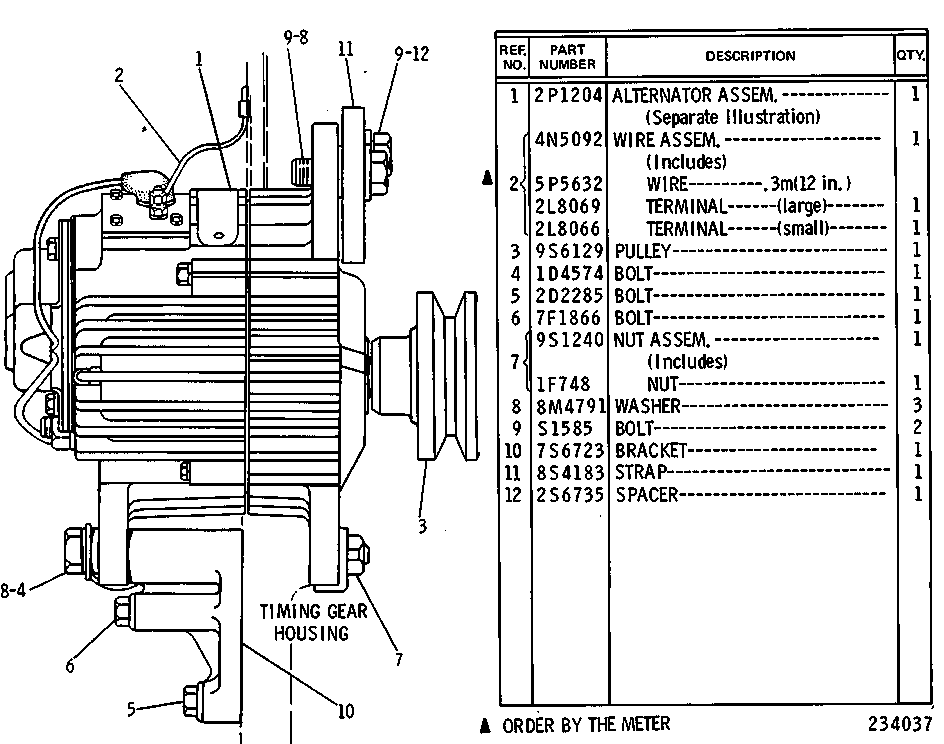 9-8
11
9-12
1
2
3
8-4
TIMING GEAR
HOUSING
6
7
5
10
REF. NO. PART NUMBER DESCRIPTION QTY.
1 2P1204 ALTERNATOR ASSEM. 1
(Separate Illustration)
4N5092 WIRE ASSEM. 1
(Includes)
▲ 2 5P5632 WIRE .3m(12 in.)
2L8069 TERMINAL (large) 1
2L8066 TERMINAL (small) 1
3 9S6129 PULLEY 1
4 1D4574 BOLT 1
5 2D2285 BOLT 1
6 7F1866 BOLT 1
9S1240 NUT ASSEM. 1
7 (Includes)
1F748 NUT 1
8 8M4791 WASHER 3
9 S1585 BOLT 2
10 7S6723 BRACKET 1
11 8S4183 STRAP 1
12 2S6735 SPACER 1
▲ ORDER BY THE METER 234037